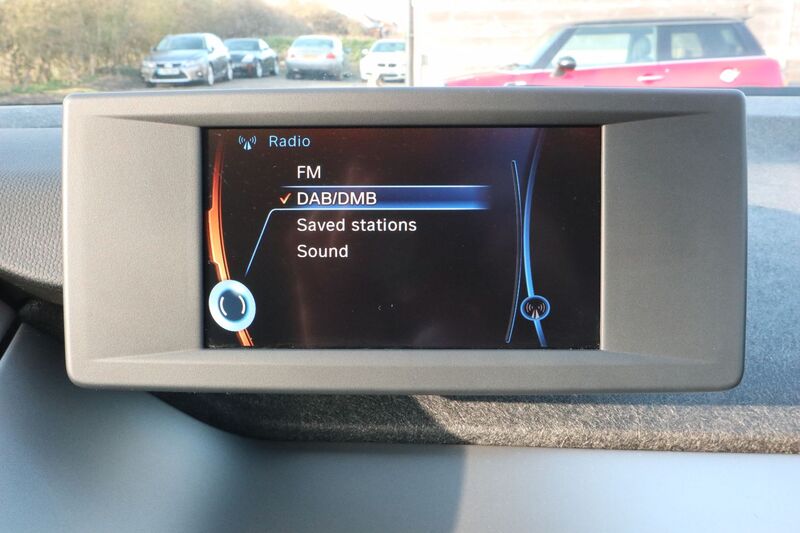 Radio
FM
✓ DAB/DMB
Saved stations
Sound